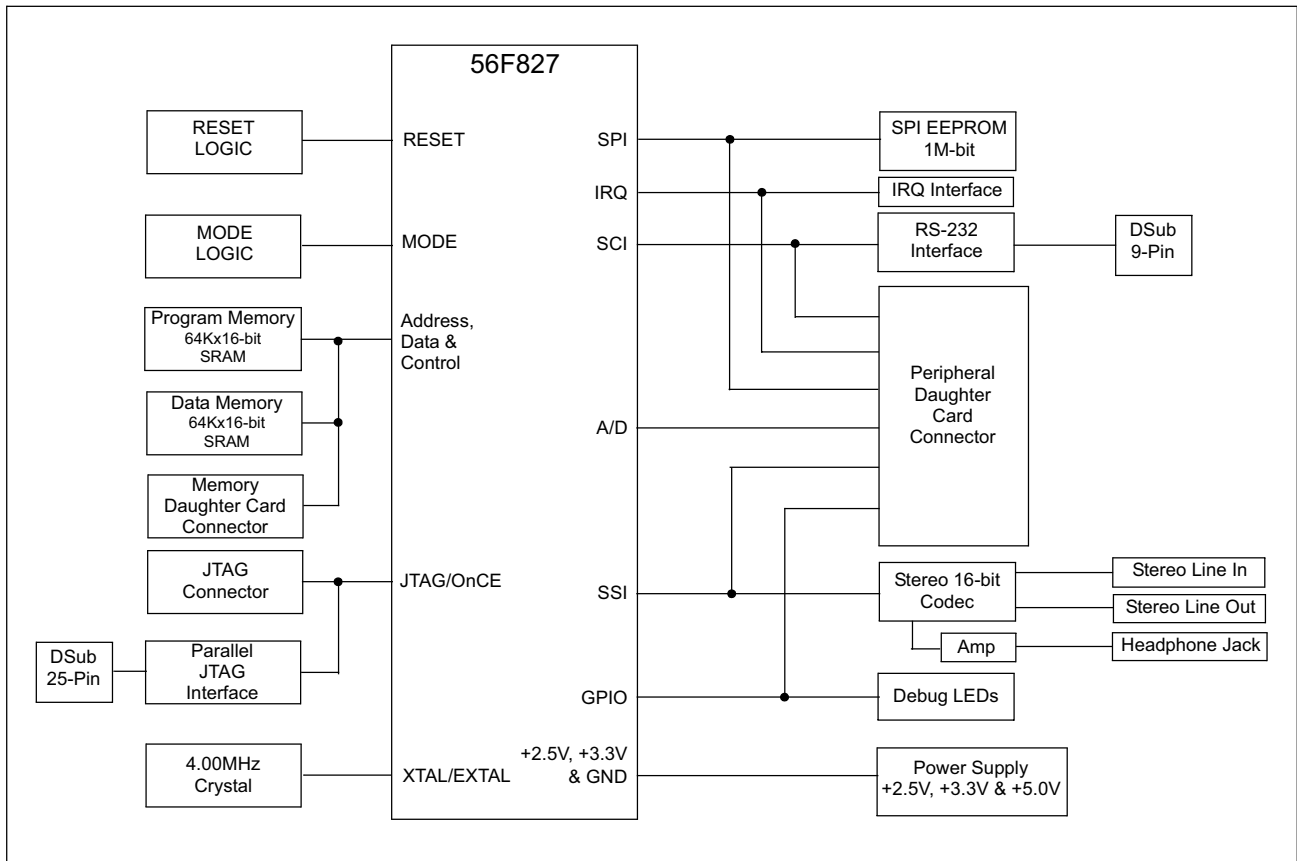 56F827
RESET
LOGIC
RESET
MODE
LOGIC
MODE
Program Memory
64Kx16-bit
SRAM
Address,
Data &
Control
Data Memory
64Kx16-bit
SRAM
Memory
Daughter Card
Connector
JTAG
Connector
JTAG/OnCE
DSub
25-Pin
Parallel
JTAG
Interface
4.00MHz
Crystal
XTAL/EXTAL
SPI
SPI EEPROM
1M-bit
IRQ
IRQ Interface
SCI
RS-232
Interface
DSub
9-Pin
A/D
Peripheral
Daughter
Card
Connector
SSI
Stereo 16-bit
Codec
Stereo Line In
Stereo Line Out
Amp
Headphone Jack
GPIO
Debug LEDs
+2.5V, +3.3V
& GND
Power Supply
+2.5V, +3.3V & +5.0V